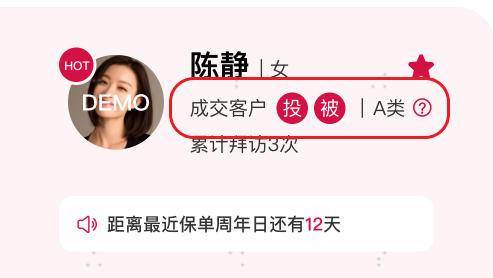 HOT
陈静 | 女
DEMO
成交客户 投 被 | A类 ?
累计拜访3次
距离最近保单周年日还有12天